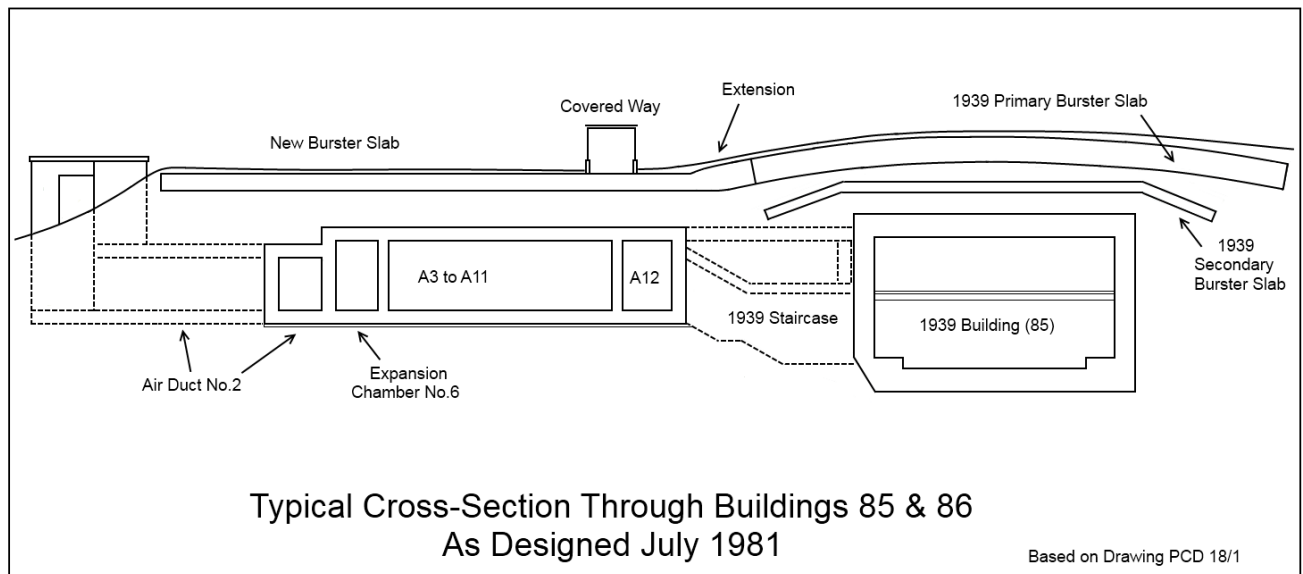 Extension
1939 Primary Burster Slab
Covered Way
New Burster Slab
A3 to A11
A12
1939
Secondary
Burster Slab
1939 Staircase
1939 Building (85)
Air Duct No.2
Expansion
Chamber No.6
Typical Cross-Section Through Buildings 85 & 86
As Designed July 1981
Based on Drawing PCD 18/1